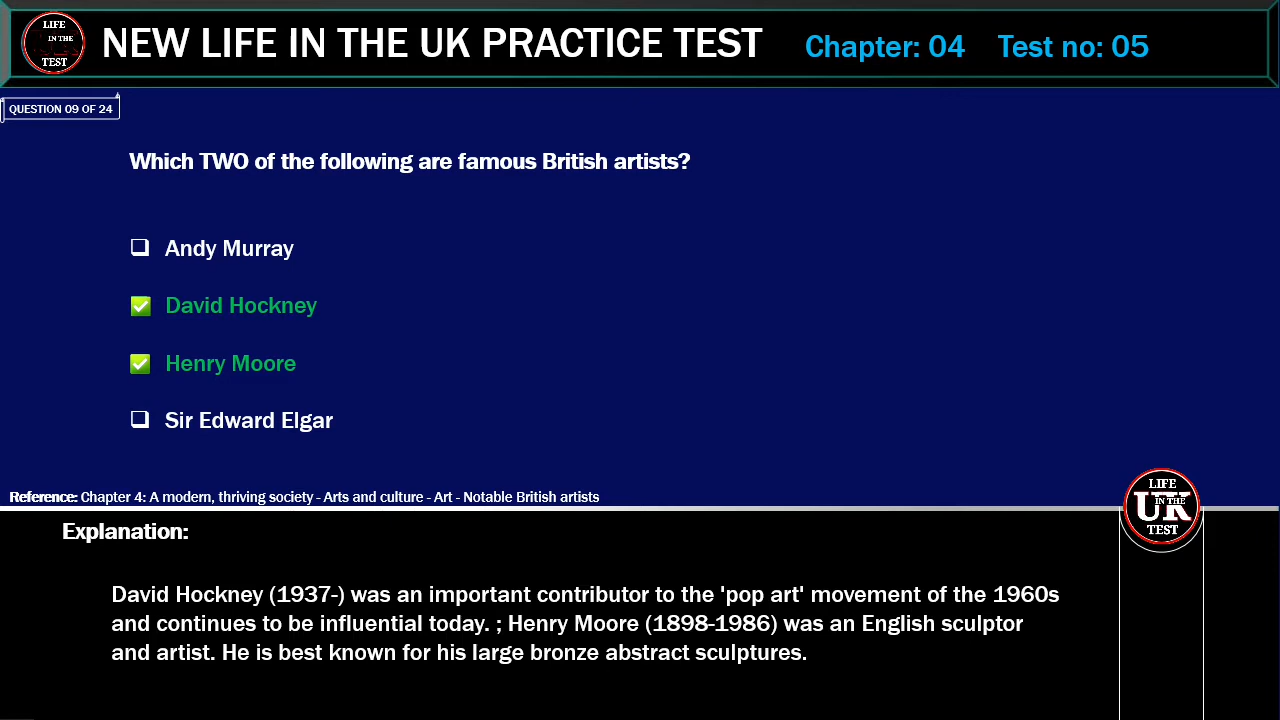 LIFE
IN THE
TEST
NEW LIFE IN THE UK PRACTICE TEST
Chapter: 04 Test no: 05
QUESTION 09 OF 24
Which TWO of the following are famous British artists?
❑ Andy Murray
✅ David Hockney
✅ Henry Moore
❑ Sir Edward Elgar
Reference: Chapter 4: A modern, thriving society - Arts and culture - Art - Notable British artists
LIFE
IN THE
UK
TEST
Explanation:
David Hockney (1937-) was an important contributor to the 'pop art' movement of the 1960s
and continues to be influential today. ; Henry Moore (1898-1986) was an English sculptor
and artist. He is best known for his large bronze abstract sculptures.